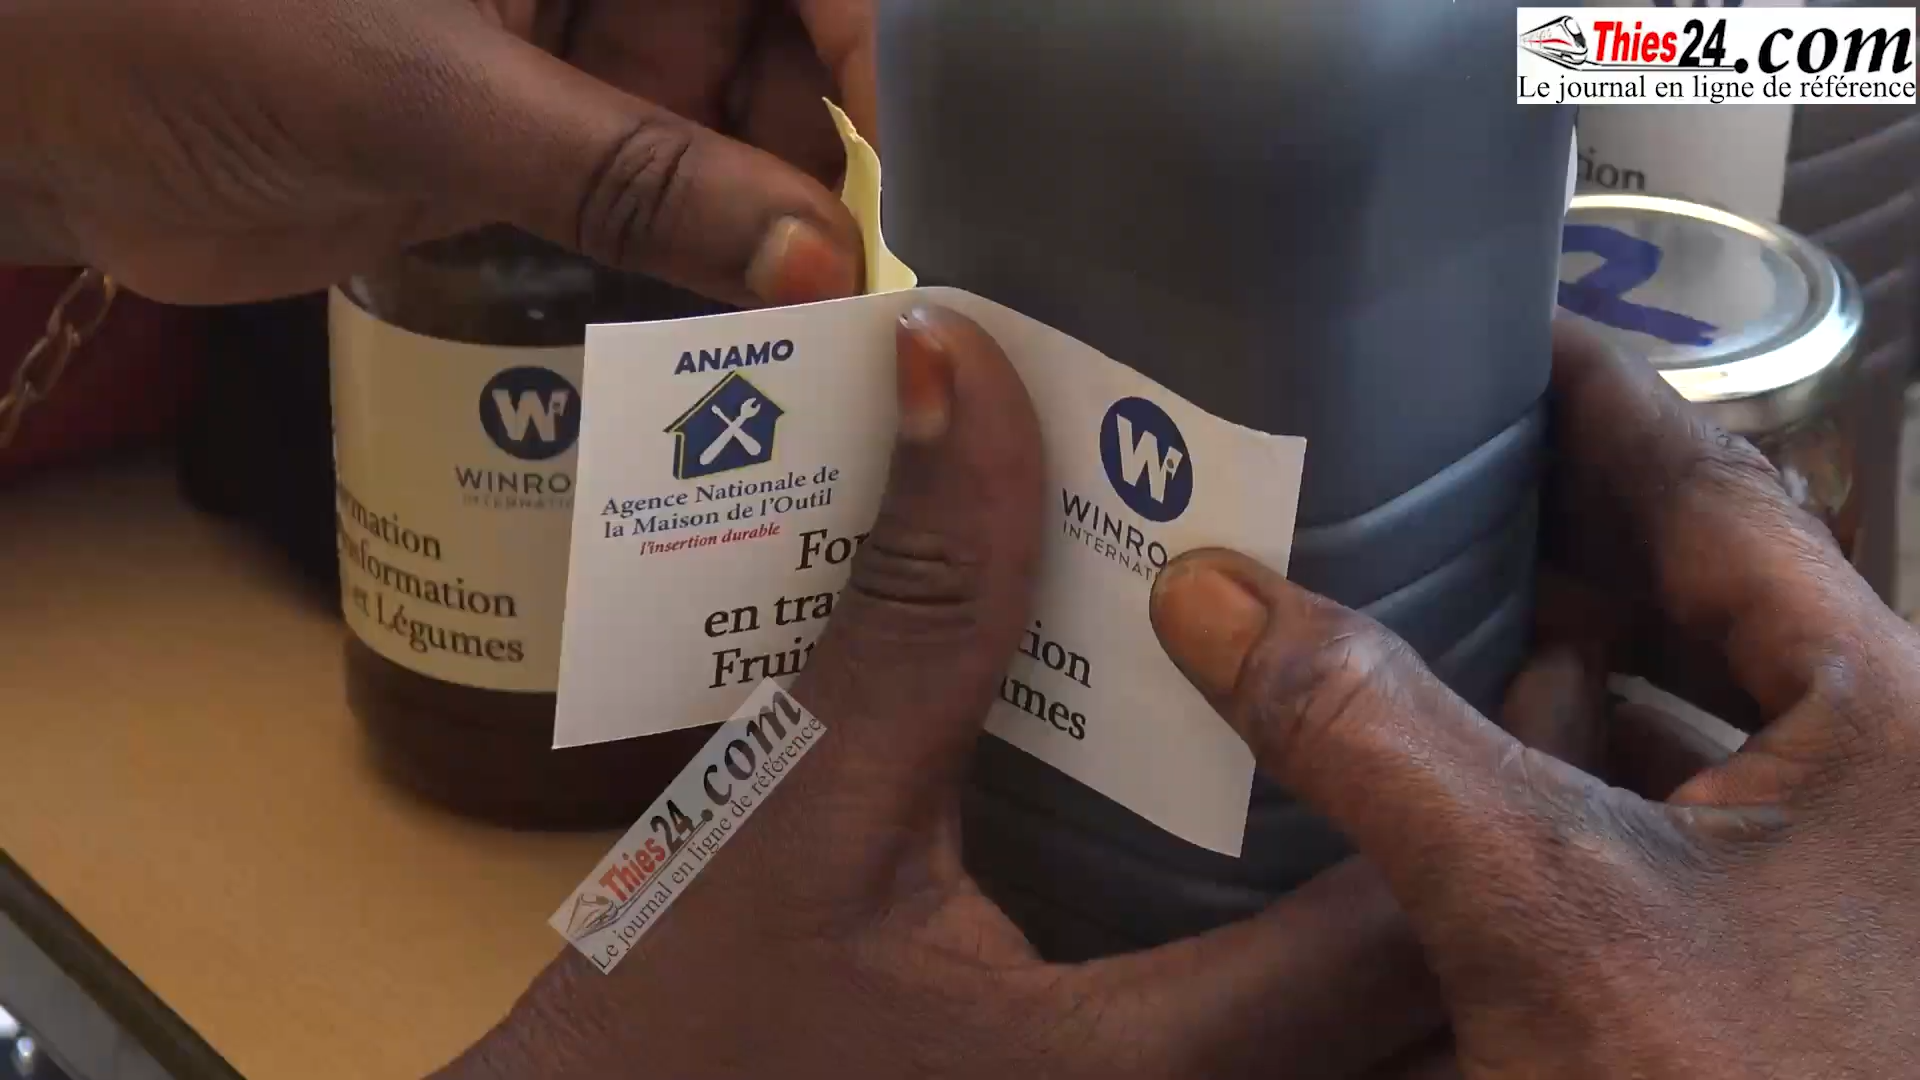 Thies24.com
Le journal en ligne de référence
ion
ANAMO
Agence Nationale de
la Maison de l'Outil
l'insertion durable
For
en tra
Fruit
W
WINRO
INTERNAT
tion
umes
W
WINRO
INTERNATIO
mation
nsformation
et Légumes
Thies24.com
Le journal en ligne de référence